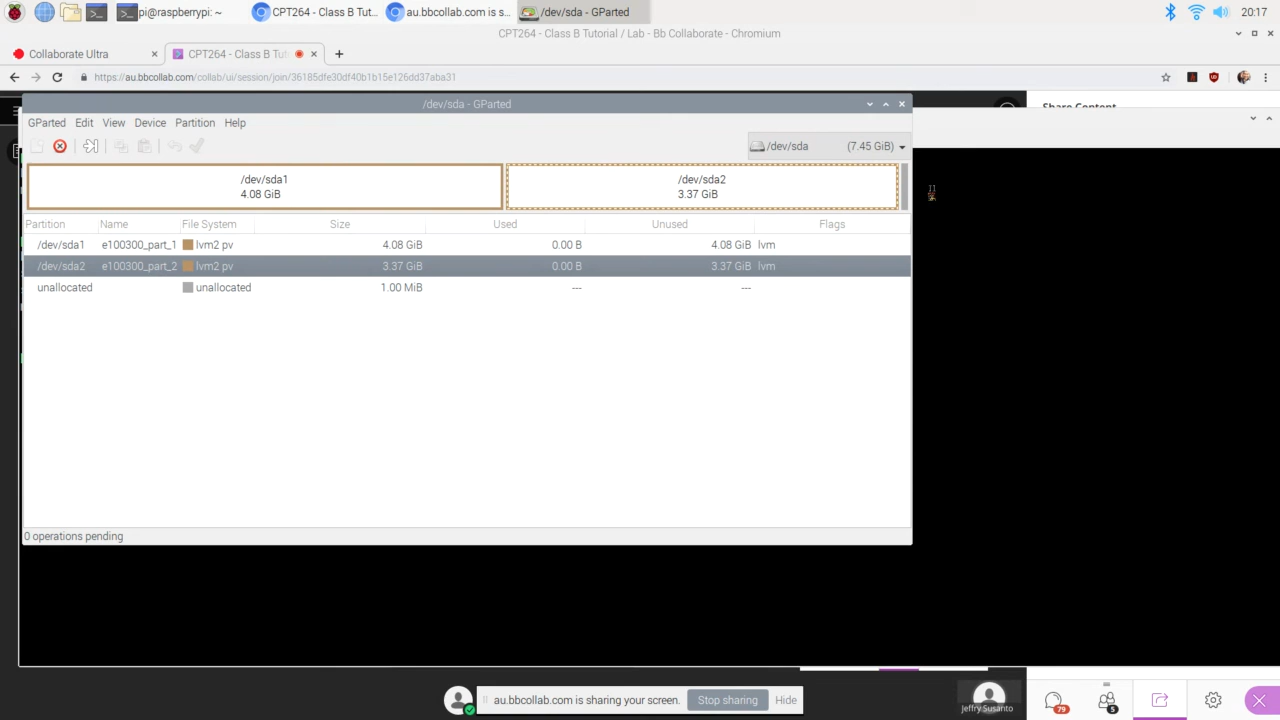 pi@raspberrypi: ~ CPT264 - Class B Tut... au.bbcollab.com is s... /dev/sda - GParted 20:17
CPT264 - Class B Tutorial / Lab - Bb Collaborate - Chromium
Collaborate Ultra CPT264 - Class B Tut
https://au.bbcollab.com/collab/ui/session/join/36185dfe30df40b1b15e126dd37aba31
/dev/sda - GParted
Share Content
GParted Edit View Device Partition Help
/dev/sda (7.45 GiB)
/dev/sda1 /dev/sda2
4.08 GiB 3.37 GiB
Partition Name File System Size Used Unused Flags
/dev/sda1 e100300_part_1 lvm2 pv 4.08 GiB 0.00 B 4.08 GiB lvm
/dev/sda2 e100300_part_2 lvm2 pv 3.37 GiB 0.00 B 3.37 GiB lvm
unallocated unallocated 1.00 MiB --- ---
0 operations pending
au.bbcollab.com is sharing your screen. Stop sharing Hide
Jeffry Susanto
79 5